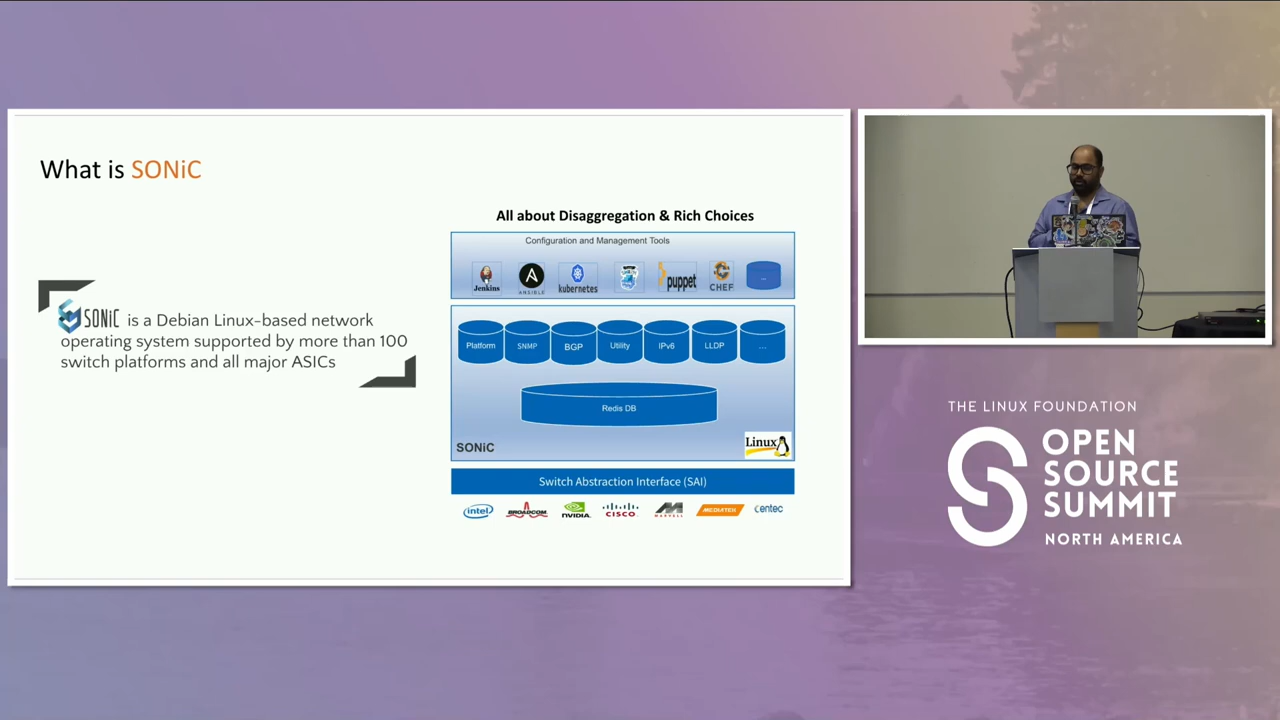 What is SONiC
SONiC is a Debian Linux-based network
operating system supported by more than 100
switch platforms and all major ASICs
All about Disaggregation & Rich Choices
Configuration and Management Tools
Jenkins
ANSIBLE
kubernetes
puppet
CHEF
...
Platform
SNMP
BGP
Utility
IPv6
LLDP
...
Redis DB
SONiC
Linux
Switch Abstraction Interface (SAI)
intel
BROADCOM
NVIDIA
CISCO
MARVELL
MEDIATEK
centec
THE LINUX FOUNDATION
OPEN
SOURCE
SUMMIT
NORTH AMERICA